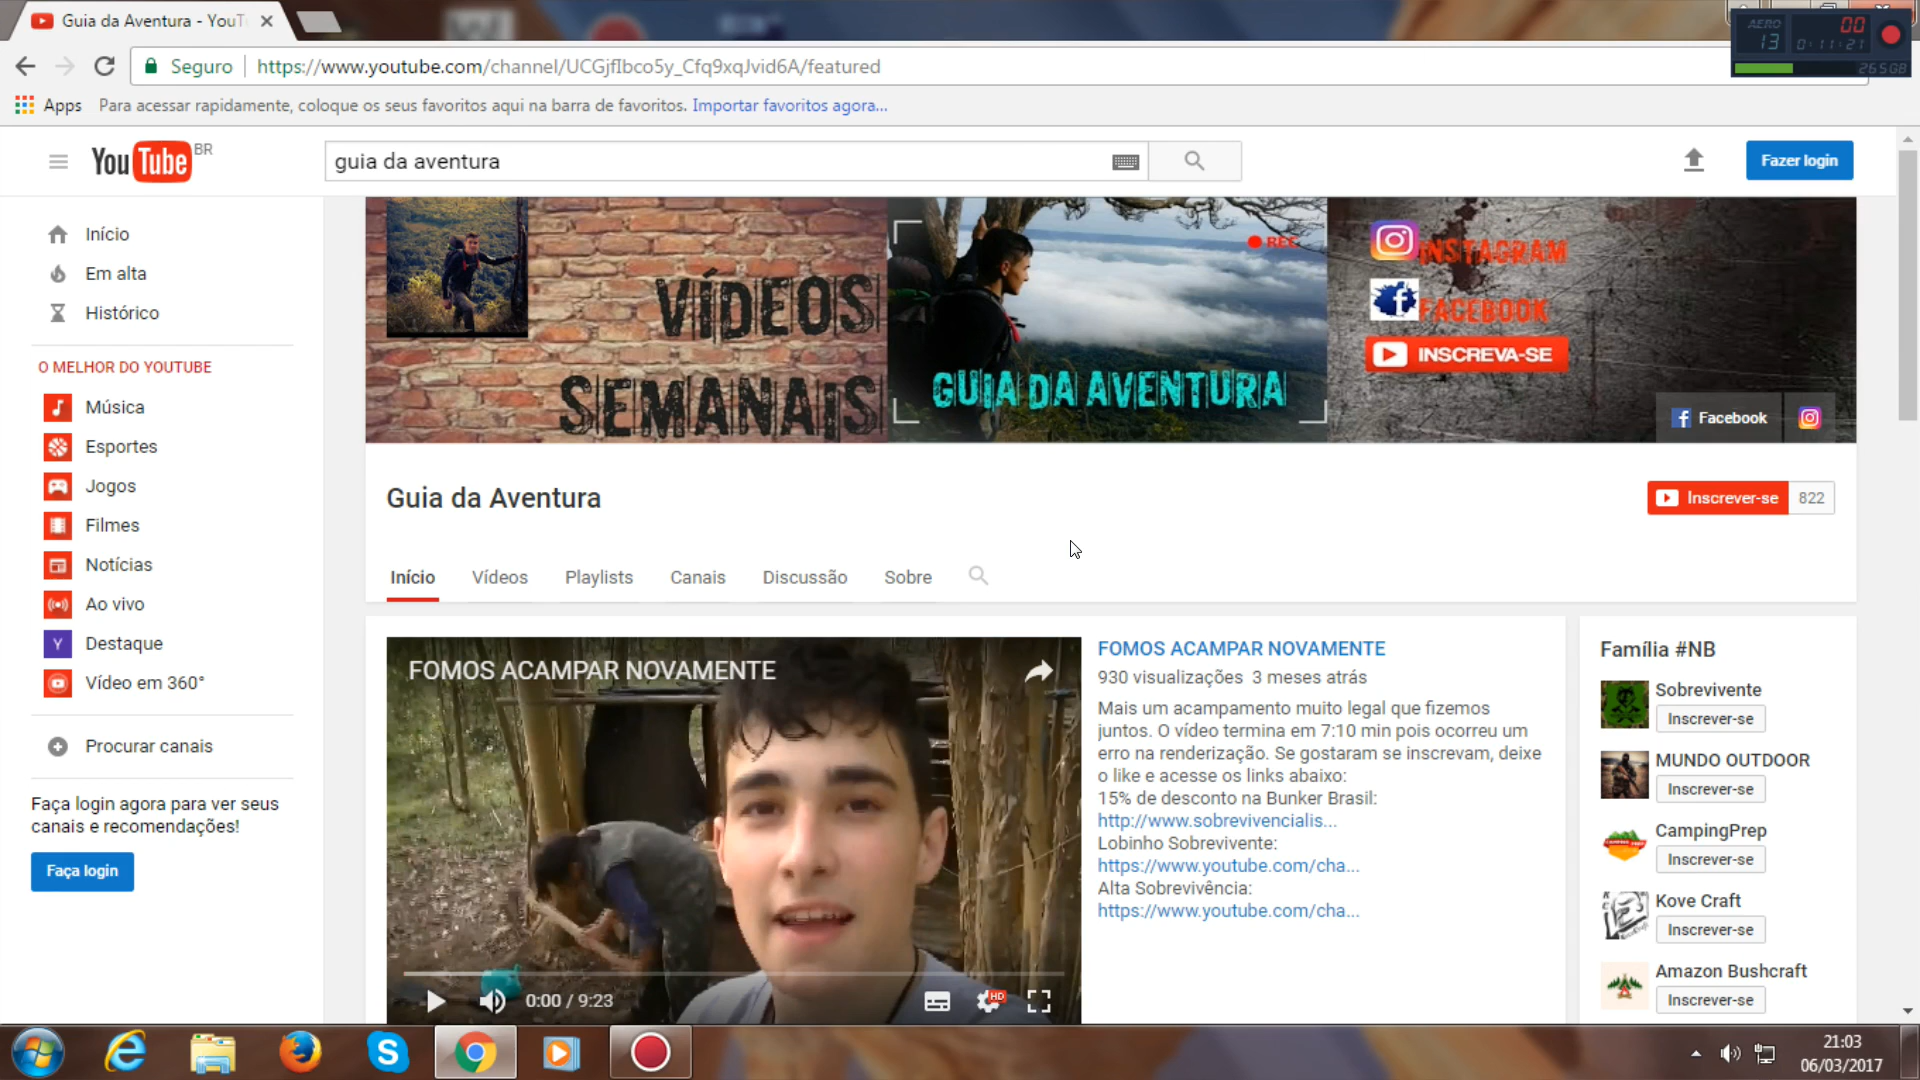 Guia da Aventura - YouT
AERO
00
13
0:11:21
265GB
Seguro
https://www.youtube.com/channel/UCGjfIbco5y_Cfq9xqJvid6A/featured
Apps
Para acessar rapidamente, coloque os seus favoritos aqui na barra de favoritos. Importar favoritos agora...
YouTube BR
guia da aventura
Fazer login
Início
Em alta
Histórico
O MELHOR DO YOUTUBE
Música
Esportes
Jogos
Filmes
Notícias
Ao vivo
Destaque
Vídeo em 360°
Procurar canais
Faça login agora para ver seus
canais e recomendações!
Faça login
VÍDEOS
SEMANAIS
REC
GUIA DA AVENTURA
INSTAGRAM
FACEBOOK
INSCREVA-SE
Facebook
Guia da Aventura
Inscrever-se 822
Início Vídeos Playlists Canais Discussão Sobre
FOMOS ACAMPAR NOVAMENTE
0:00 / 9:23
HD
FOMOS ACAMPAR NOVAMENTE
930 visualizações 3 meses atrás
Mais um acampamento muito legal que fizemos
juntos. O vídeo termina em 7:10 min pois ocorreu um
erro na renderização. Se gostaram se inscrevam, deixe
o like e acesse os links abaixo:
15% de desconto na Bunker Brasil:
http://www.sobrevivencialis...
Lobinho Sobrevivente:
https://www.youtube.com/cha...
Alta Sobrevivência:
https://www.youtube.com/cha...
Família #NB
Sobrevivente
Inscrever-se
MUNDO OUTDOOR
Inscrever-se
CampingPrep
Inscrever-se
Kove Craft
Inscrever-se
Amazon Bushcraft
Inscrever-se
21:03
06/03/2017